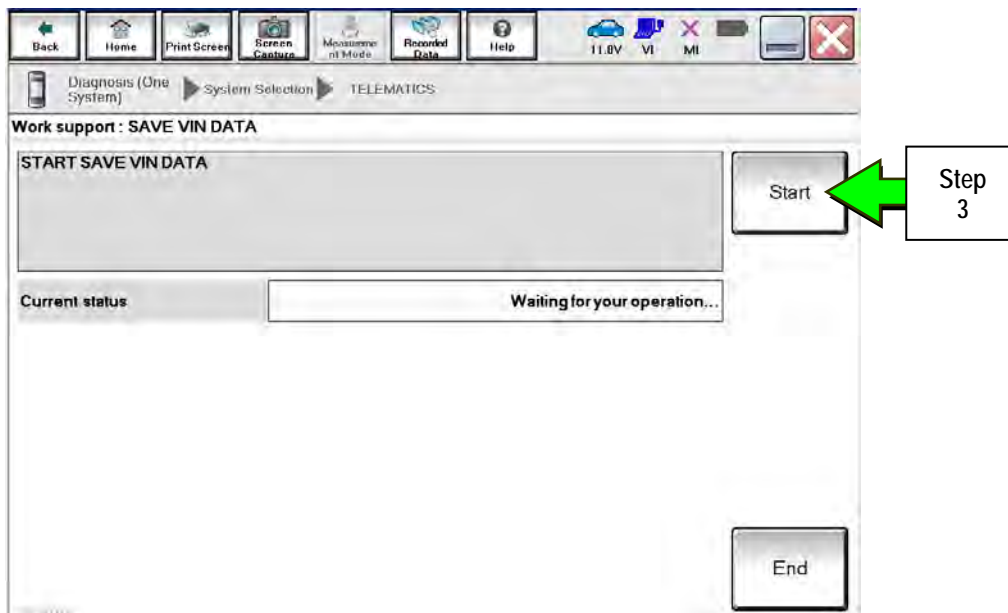 Back Home Print Screen Screen Capture Measurement Mode Recorded Data Help 11.8V VI MI
Diagnosis (One System) System Selection TELEMATICS
Work support : SAVE VIN DATA
START SAVE VIN DATA
Start
Step
3
Current status Waiting for your operation...
End